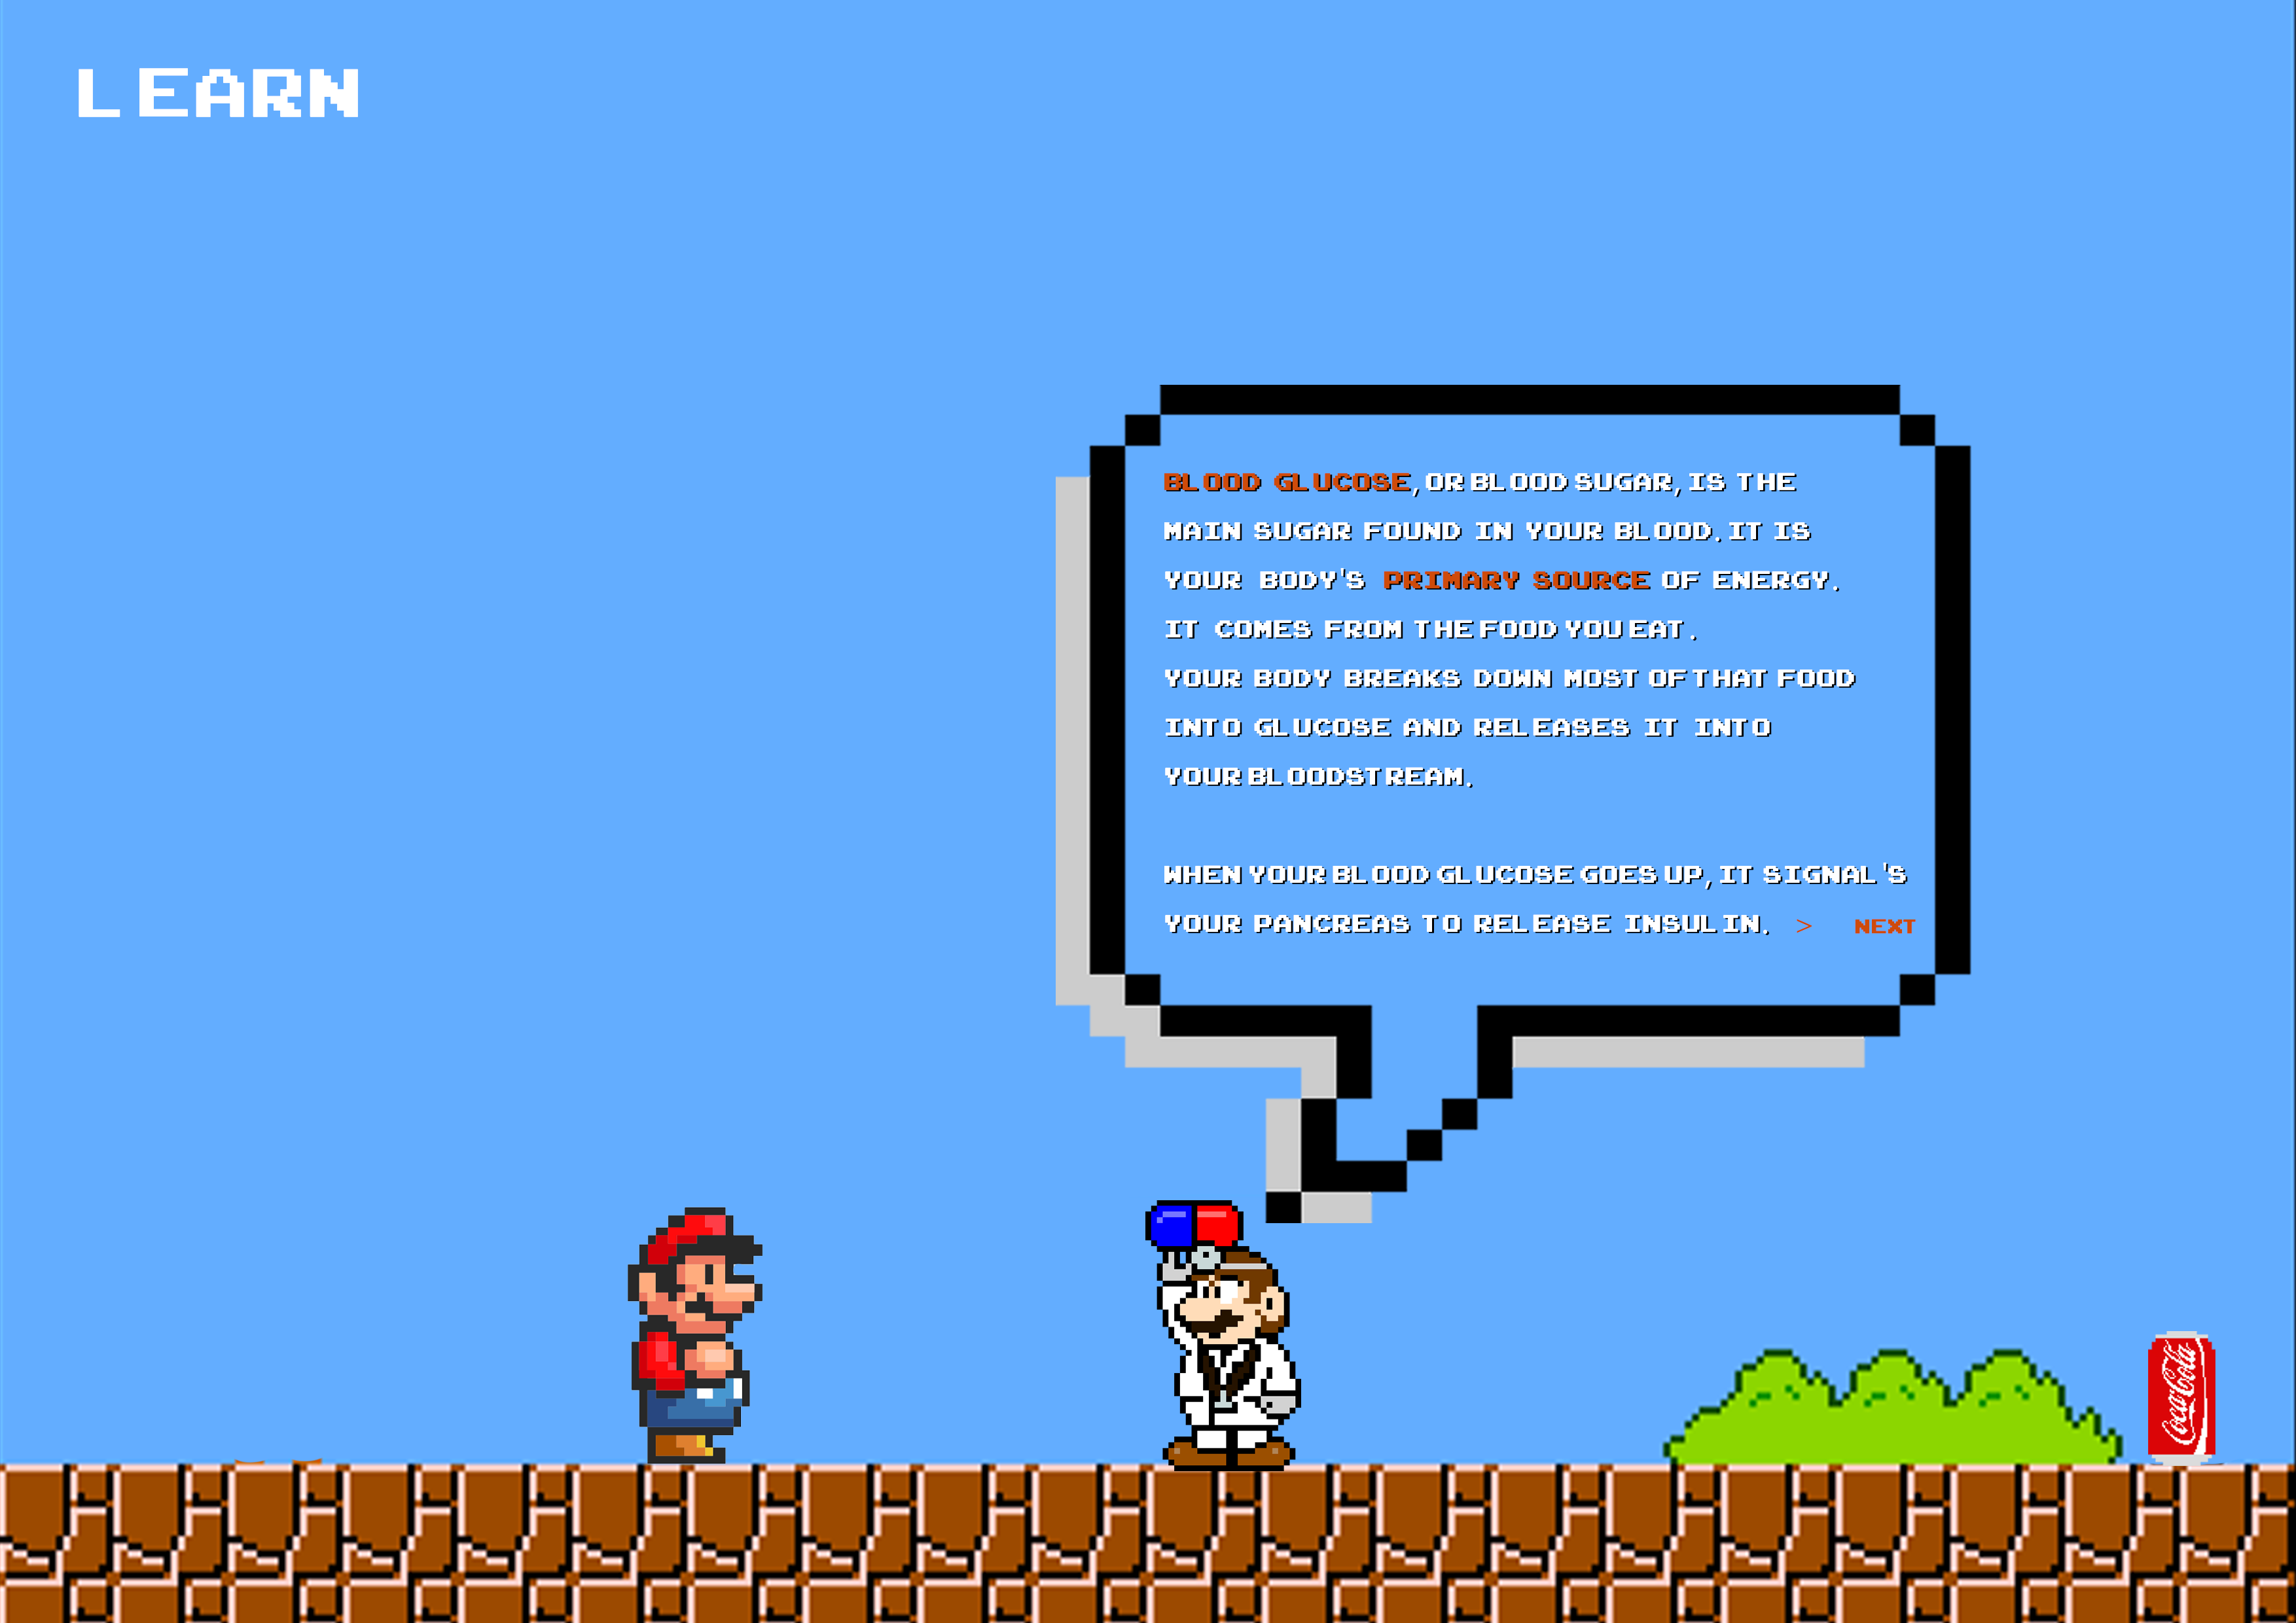 LEARN
BLOOD GLUCOSE, OR BLOOD SUGAR, IS THE
MAIN SUGAR FOUND IN YOUR BLOOD. IT IS
YOUR BODY'S PRIMARY SOURCE OF ENERGY.
IT COMES FROM THE FOOD YOU EAT.
YOUR BODY BREAKS DOWN MOST OF THAT FOOD
INTO GLUCOSE AND RELEASES IT INTO
YOUR BLOODSTREAM.
WHEN YOUR BLOOD GLUCOSE GOES UP, IT SIGNAL'S
YOUR PANCREAS TO RELEASE INSULIN. > NEXT
Coca-Cola